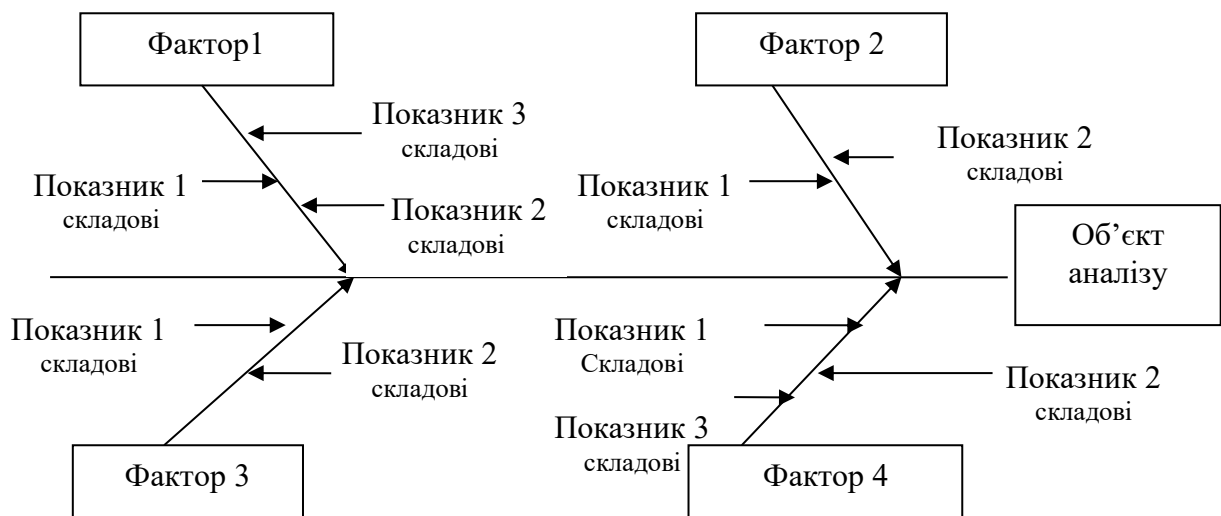 Фактор1
Фактор 2
Показник 3
складові
Показник 1
складові
Показник 2
складові
Показник 2
складові
Показник 1
складові
Об’єкт
аналізу
Показник 1
складові
Показник 2
складові
Показник 1
Складові
Показник 2
складові
Показник 3
складові
Фактор 3
Фактор 4